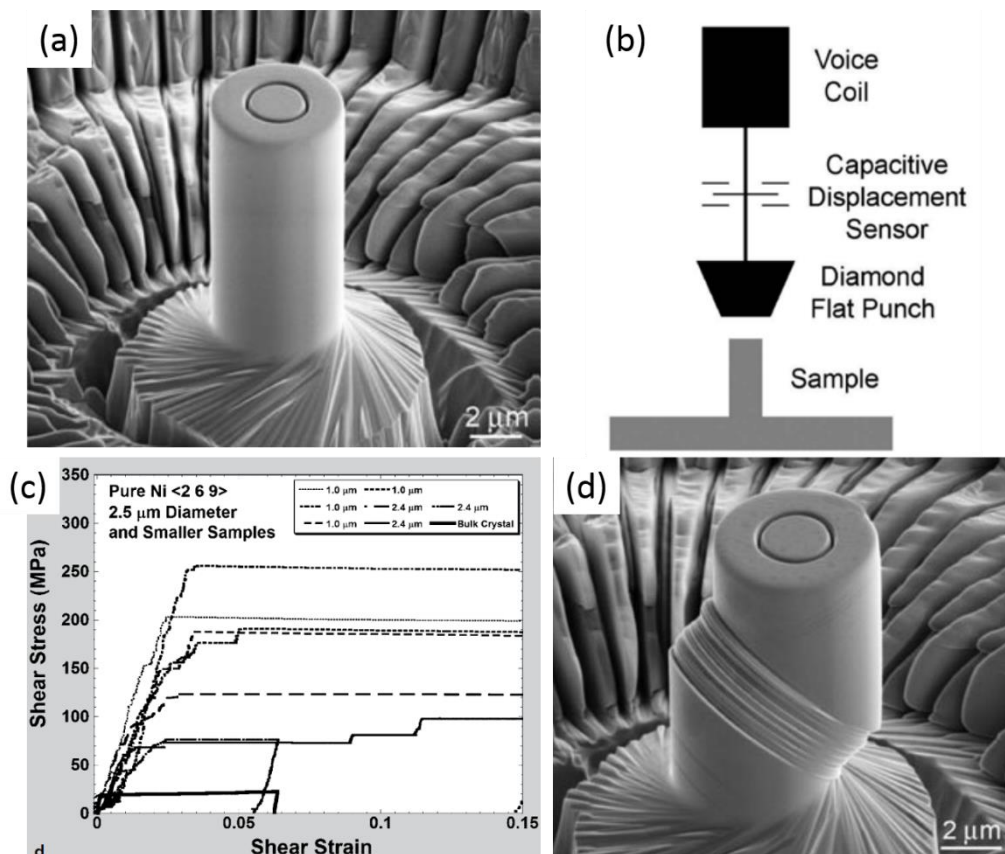 (a)
2 μm
(b)
Voice
Coil
Capacitive
Displacement
Sensor
Diamond
Flat Punch
Sample
(c)
Pure Ni <2 6 9>
2.5 μm Diameter
and Smaller Samples
1.0 μm 1.0 μm
1.0 μm 2.4 μm 2.4 μm
1.0 μm 2.4 μm Bulk Crystal
Shear Stress (MPa)
350
300
250
200
150
100
50
0
0 0.05 0.1 0.15
Shear Strain
d
(d)
2 μm